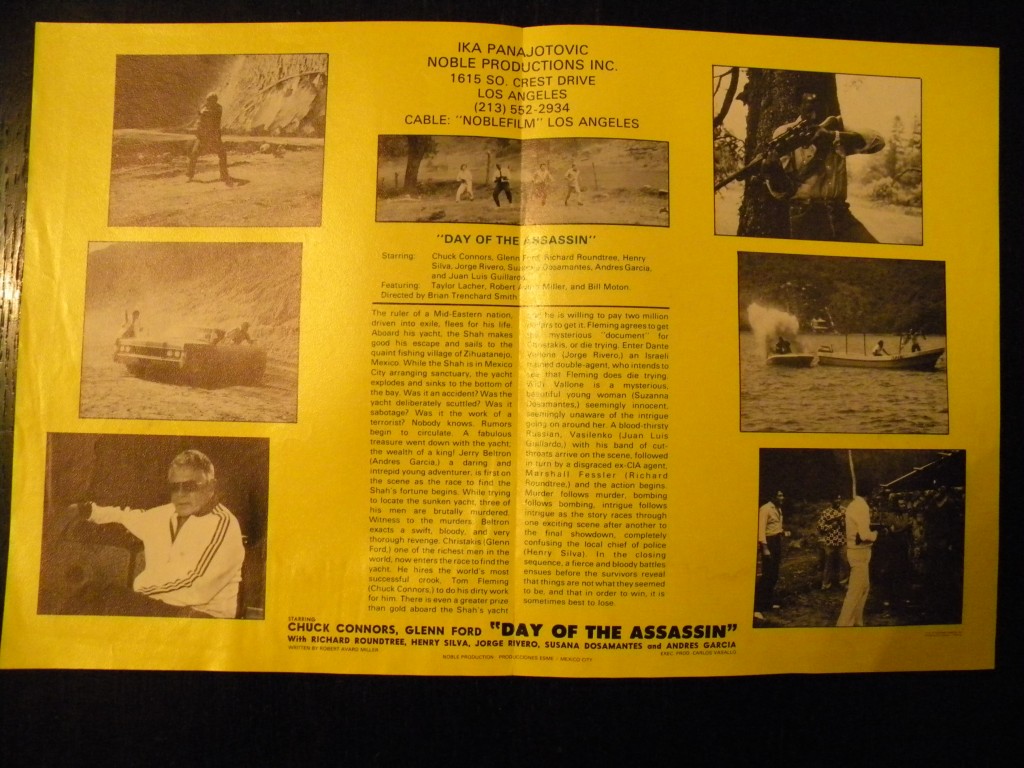 IKA PANAJOTOVIC
NOBLE PRODUCTIONS INC.
1615 SO. CREST DRIVE
LOS ANGELES
(213) 552-2934
CABLE: "NOBLEFILM" LOS ANGELES
"DAY OF THE ASSASSIN"
Starring: Chuck Connors, Glenn Ford, Richard Roundtree, Henry
Silva, Jorge Rivero, Dosamantes, Andres Garcia,
and Juan Luis Guillardo
Featuring: Taylor Lacher, Robert Miller, and Bill Moton.
Directed by Brian Trenchard Smith
The ruler of a Mid-Eastern nation,
driven into exile, flees for his life.
Aboard his yacht, the Shah makes
good his escape and sails to the
quaint fishing village of Zihuatanejo,
Mexico. While the Shah is in Mexico
City arranging sanctuary, the yacht
explodes and sinks to the bottom of
the bay. Was it an accident? Was the
yacht deliberately scuttled? Was it
sabotage? Was it the work of a
terrorist? Nobody knows. Rumors
begin to circulate. A fabulous
treasure went down with the yacht,
the wealth of a king! Jerry Beltron
(Andres Garcia,) a daring and
intrepid young adventurer, is first on
the scene as the race to find the
Shah's fortune begins. While trying
to locate the sunken yacht, three of
his men are brutally murdered.
Witness to the murders, Beltron
exacts a swift, bloody, and very
thorough revenge. Christakis (Glenn
Ford,) one of the richest men in the
world, now enters the race to find the
yacht. He hires the world's most
successful crook, Tom Fleming
(Chuck Connors,) to do his dirty work
for him. There is even a greater prize
than gold aboard the Shah's yacht
he is willing to pay two million
dollars to get it. Fleming agrees to get
mysterious "document" for
Christakis, or die trying. Enter Dante
Vallone (Jorge Rivero,) an Israeli
trained double-agent, who intends to
see that Fleming does die trying.
With Vallone is a mysterious,
beautiful young woman (Suzanna
Dosamantes,) seemingly innocent,
seemingly unaware of the intrigue
going on around her. A blood-thirsty
Russian, Vasilenko (Juan Luis
Guillardo,) with his band of cut-
throats arrive on the scene, followed
in turn by a disgraced ex-CIA agent,
Marshall Fessler (Richard
Roundtree,) and the action begins.
Murder follows murder, bombing
follows bombing, intrigue follows
intrigue as the story races through
one exciting scene after another to
the final showdown, completely
confusing the local chief of police
(Henry Silva). In the closing
sequence, a fierce and bloody battles
ensues before the survivors reveal
that things are not what they seemed
to be, and that in order to win, it is
sometimes best to lose.
STARRING
CHUCK CONNORS, GLENN FORD "DAY OF THE ASSASSIN"
With RICHARD ROUNDTREE, HENRY SILVA, JORGE RIVERO, SUSANA DOSAMANTES and ANDRES GARCIA
WRITTEN BY ROBERT AVARD MILLER EXEC. PROD. CARLOS VASALLO
NOBLE PRODUCTION - PRODUCCIONES ESME - MEXICO CITY